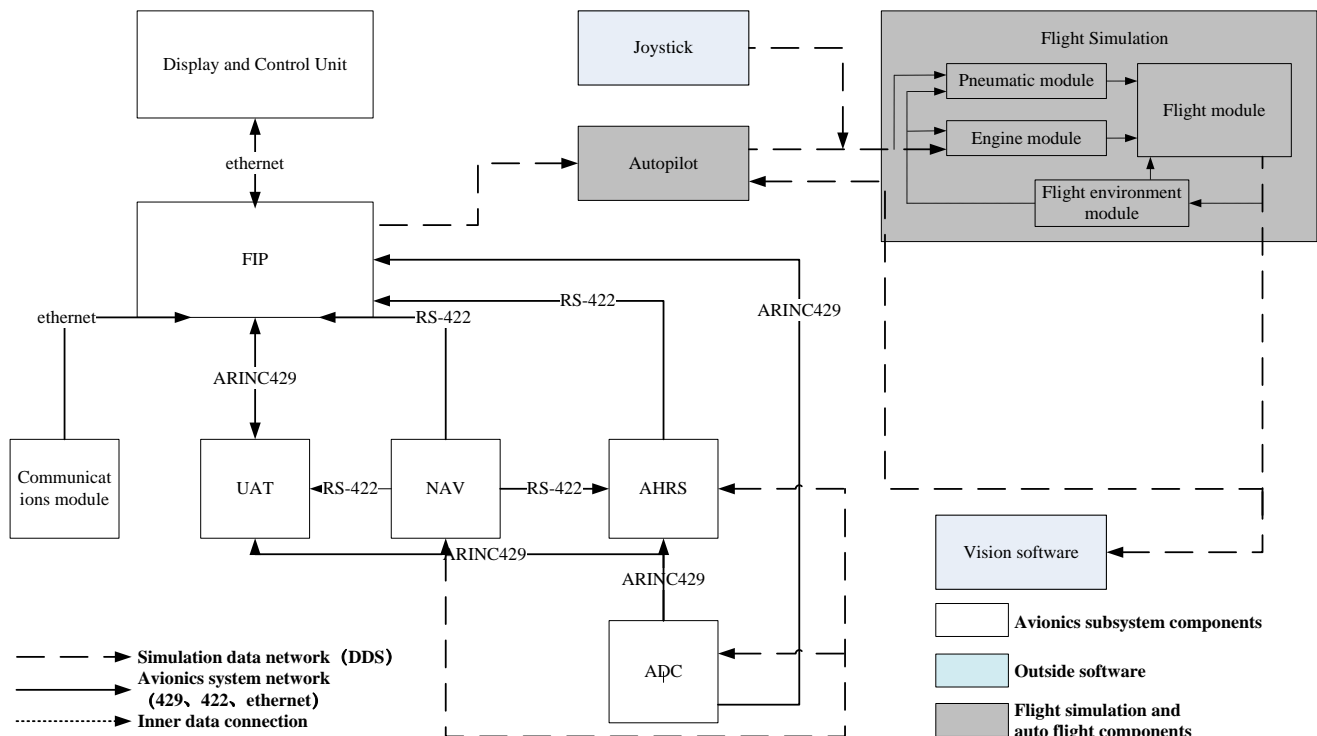 Display and Control Unit
Joystick
Flight Simulation
Pneumatic module
Flight module
Engine module
Flight environment
module
ethernet
Autopilot
FIP
RS-422
ARINC429
ethernet
RS-422
ARINC429
Communicat
ions module
UAT
RS-422
NAV
RS-422
AHRS
ARINC429
ARINC429
ADC
Vision software
Simulation data network（DDS）
Avionics system network
（429、422、ethernet）
Inner data connection
Avionics subsystem components
Outside software
Flight simulation and
auto flight components